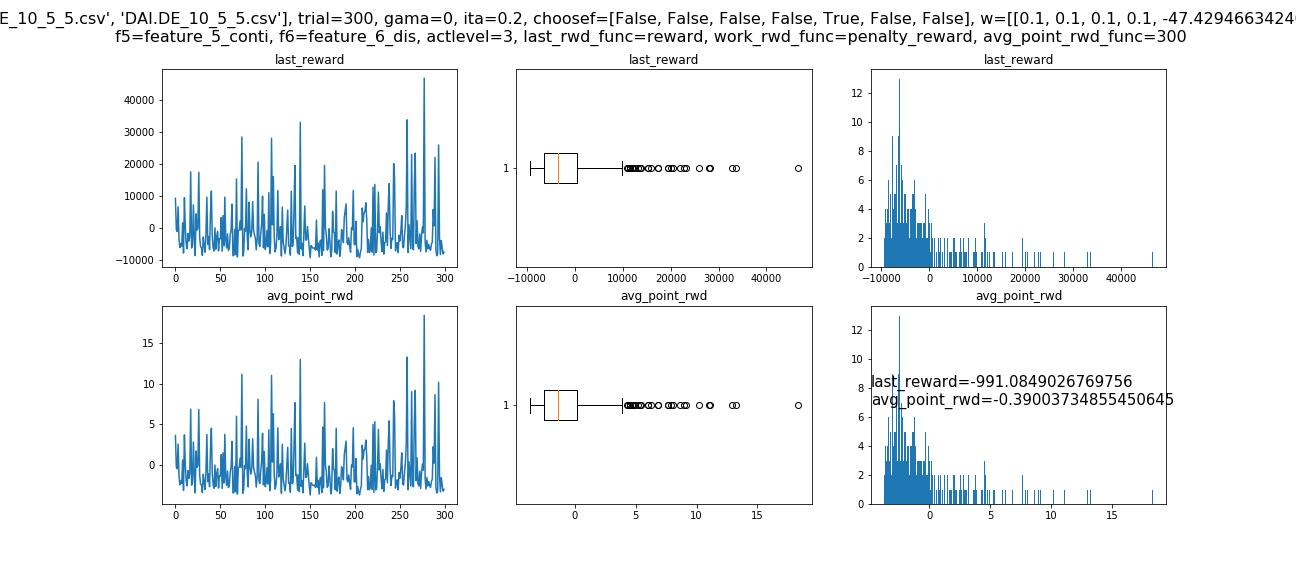 E_10_5_5.csv', 'DAI.DE_10_5_5.csv'], trial=300, gama=0, ita=0.2, choosef=[False, False, False, False, True, False, False], w=[[0.1, 0.1, 0.1, 0.1, -47.4294663424
f5=feature_5_conti, f6=feature_6_dis, actlevel=3, last_rwd_func=reward, work_rwd_func=penalty_reward, avg_point_rwd_func=300
last_reward
40000
30000
20000
10000
0
−10000
0 50 100 150 200 250 300
last_reward
1
−10000 0 10000 20000 30000 40000
last_reward
12
10
8
6
4
2
0
−10000 0 10000 20000 30000 40000
avg_point_rwd
15
10
5
0
0 50 100 150 200 250 300
avg_point_rwd
1
0 5 10 15
avg_point_rwd
12
10
8
6
4
2
0
0 5 10 15
last_reward=-991.0849026769756
avg_point_rwd=-0.39003734855450645